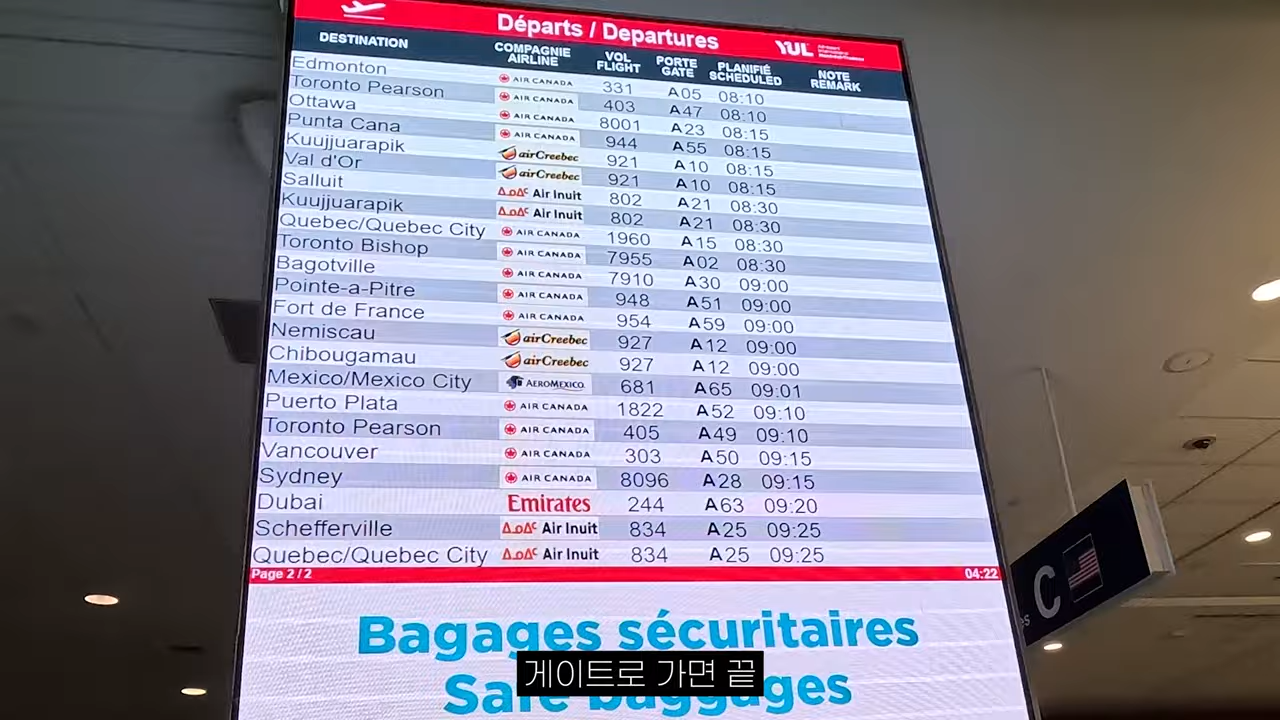 Départs / Departures
YUL
DESTINATION COMPAGNIE AIRLINE VOL FLIGHT PORTE GATE PLANIFIÉ SCHEDULED NOTE REMARK
Edmonton AIR CANADA 331 A05 08:10
Toronto Pearson AIR CANADA 403 A47 08:10
Ottawa AIR CANADA 8001 A23 08:15
Punta Cana AIR CANADA 944 A55 08:15
Kuujjuarapik airCreebec 921 A10 08:15
Val d'Or airCreebec 921 A10 08:15
Salluit ᐃᓄᐃᑦ Air Inuit 802 A21 08:30
Kuujjuarapik ᐃᓄᐃᑦ Air Inuit 802 A21 08:30
Quebec/Quebec City AIR CANADA 1960 A15 08:30
Toronto Bishop AIR CANADA 7955 A02 08:30
Bagotville AIR CANADA 7910 A30 09:00
Pointe-a-Pitre AIR CANADA 948 A51 09:00
Fort de France AIR CANADA 954 A59 09:00
Nemiscau airCreebec 927 A12 09:00
Chibougamau airCreebec 927 A12 09:00
Mexico/Mexico City AEROMEXICO 681 A65 09:01
Puerto Plata AIR CANADA 1822 A52 09:10
Toronto Pearson AIR CANADA 405 A49 09:10
Vancouver AIR CANADA 303 A50 09:15
Sydney AIR CANADA 8096 A28 09:15
Dubai Emirates 244 A63 09:20
Schefferville ᐃᓄᐃᑦ Air Inuit 834 A25 09:25
Quebec/Quebec City ᐃᓄᐃᑦ Air Inuit 834 A25 09:25
Page 2 / 2 04:22
C
Bagages sécuritaires
Safe baggages
게이트로 가면 끝